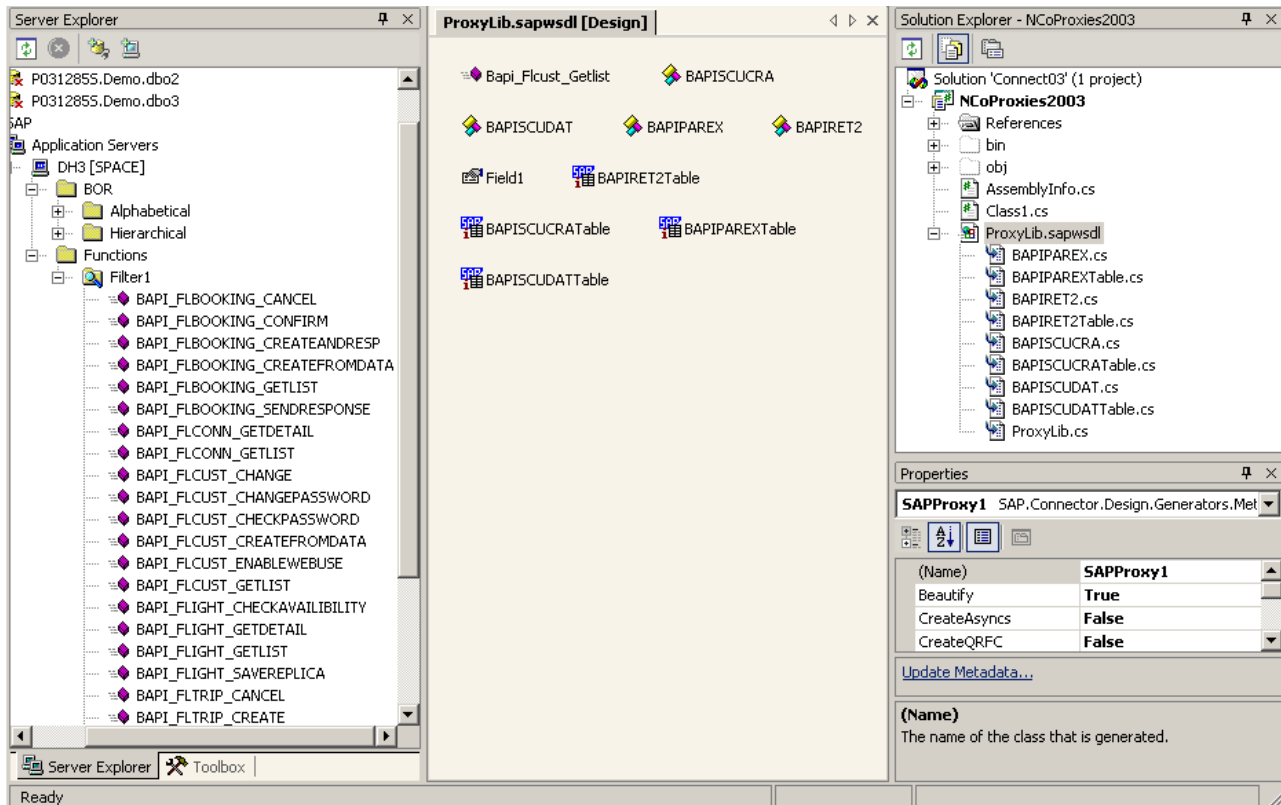 Server Explorer
P0312855.Demo.dbo2
P0312855.Demo.dbo3
SAP
Application Servers
DH3 [SPACE]
BOR
Alphabetical
Hierarchical
Functions
Filter1
BAPI_FLBOOKING_CANCEL
BAPI_FLBOOKING_CONFIRM
BAPI_FLBOOKING_CREATEANDRESP
BAPI_FLBOOKING_CREATEFROMDATA
BAPI_FLBOOKING_GETLIST
BAPI_FLBOOKING_SENDRESPONSE
BAPI_FLCONN_GETDETAIL
BAPI_FLCONN_GETLIST
BAPI_FLCUST_CHANGE
BAPI_FLCUST_CHANGEPASSWORD
BAPI_FLCUST_CHECKPASSWORD
BAPI_FLCUST_CREATEFROMDATA
BAPI_FLCUST_ENABLEWEBUSE
BAPI_FLCUST_GETLIST
BAPI_FLIGHT_CHECKAVAILIBILITY
BAPI_FLIGHT_GETDETAIL
BAPI_FLIGHT_GETLIST
BAPI_FLIGHT_SAVEREPLICA
BAPI_FLTRIP_CANCEL
BAPI_FLTRIP_CREATE
Server Explorer Toolbox
Ready
ProxyLib.sapwsdl [Design]
Bapi_Flcust_Getlist BAPISCUCRA
BAPISCUDAT BAPIPAREX BAPIRET2
Field1 BAPIRET2Table
BAPISCUCRATable BAPIPAREXTable
BAPISCUDATTable
Solution Explorer - NCoProxies2003
Solution 'Connect03' (1 project)
NCoProxies2003
References
bin
obj
AssemblyInfo.cs
Class1.cs
ProxyLib.sapwsdl
BAPIPAREX.cs
BAPIPAREXTable.cs
BAPIRET2.cs
BAPIRET2Table.cs
BAPISCUCRA.cs
BAPISCUCRATable.cs
BAPISCUDAT.cs
BAPISCUDATTable.cs
ProxyLib.cs
Properties
SAPProxy1 SAP.Connector.Design.Generators.Met
(Name) SAPProxy1
Beautify True
CreateAsyncs False
CreateQRFC False
Update Metadata...
(Name)
The name of the class that is generated.